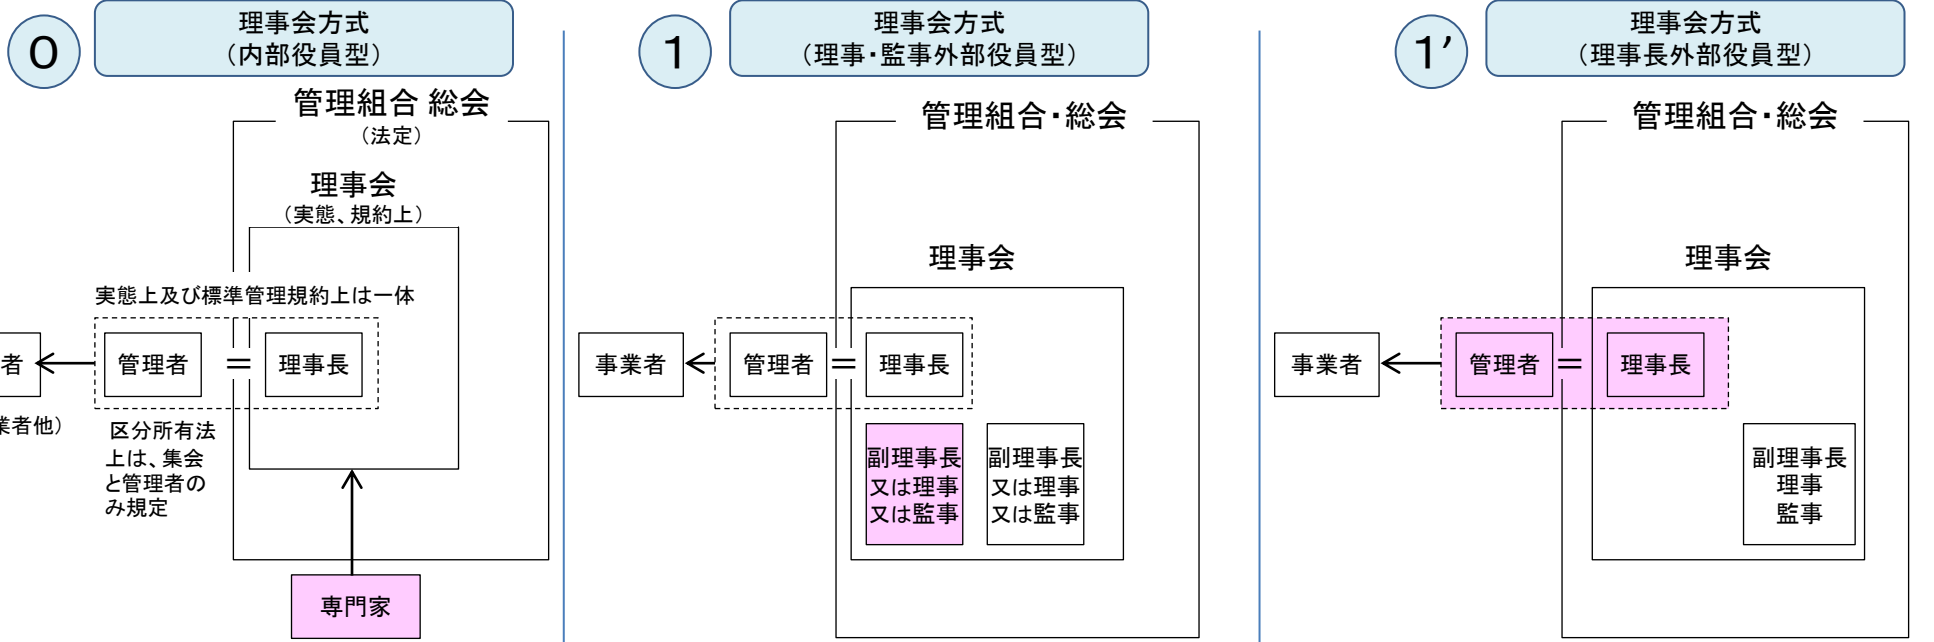 0
理事会方式
（内部役員型）
管理組合 総会
（法定）
理事会
（実態、規約上）
実態上及び標準管理規約上は一体
者
管理者
＝
理事長
業者他）
区分所有法
上は、集会
と管理者の
み規定
専門家
1
理事会方式
（理事・監事外部役員型）
管理組合・総会
理事会
事業者
管理者
＝
理事長
副理事長
又は理事
又は監事
副理事長
又は理事
又は監事
1’
理事会方式
（理事長外部役員型）
管理組合・総会
理事会
事業者
管理者
＝
理事長
副理事長
理事
監事